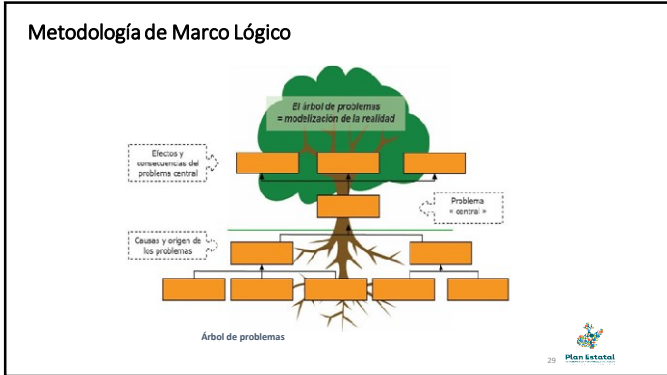 Metodología de Marco Lógico
El árbol de problemas
= modelización de la realidad
Efectos y
consecuencias del
problema central
Problema
« central »
Causas y origen de
los problemas
Árbol de problemas
29
Plan Estatal